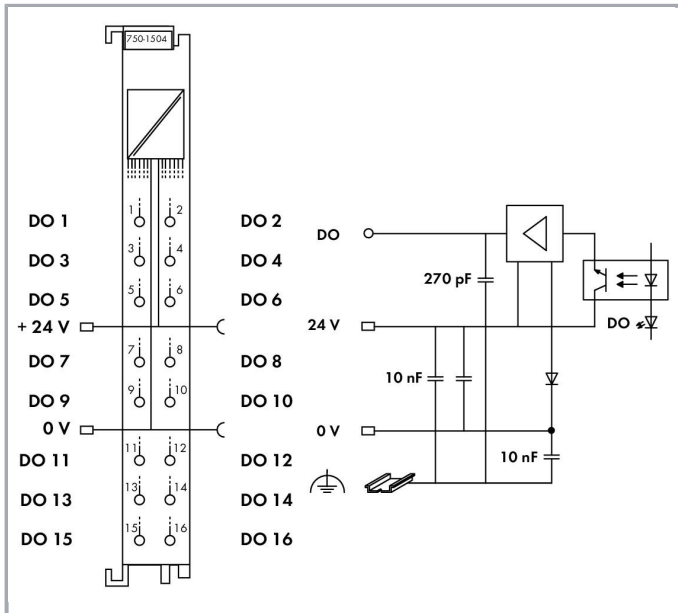 750-1504
1 2
DO 1 DO 2
3 4
DO 3 DO 4
5 6
DO 5 DO 6
+ 24 V
7 8
DO 7 DO 8
9 10
DO 9 DO 10
0 V
11 12
DO 11 DO 12
13 14
DO 13 DO 14
15 16
DO 15 DO 16
DO
270 pF
DO
24 V
10 nF
0 V
10 nF